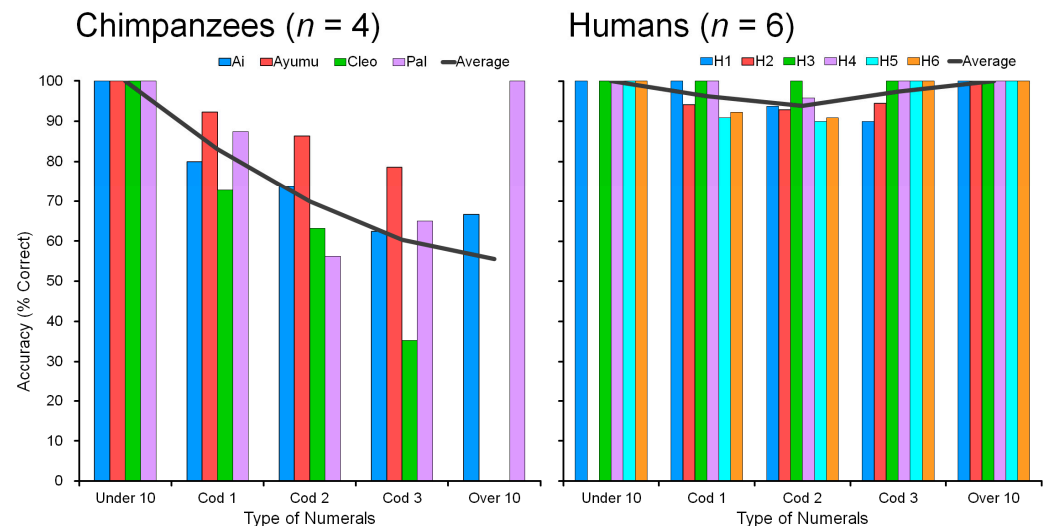 Chimpanzees (n = 4)
Ai Ayumu Cleo Pal Average
Accuracy (% Correct)
100
90
80
70
60
50
40
30
20
10
0
Under 10 Cod 1 Cod 2 Cod 3 Over 10
Type of Numerals
Humans (n = 6)
H1 H2 H3 H4 H5 H6 Average
Under 10 Cod 1 Cod 2 Cod 3 Over 10
Type of Numerals